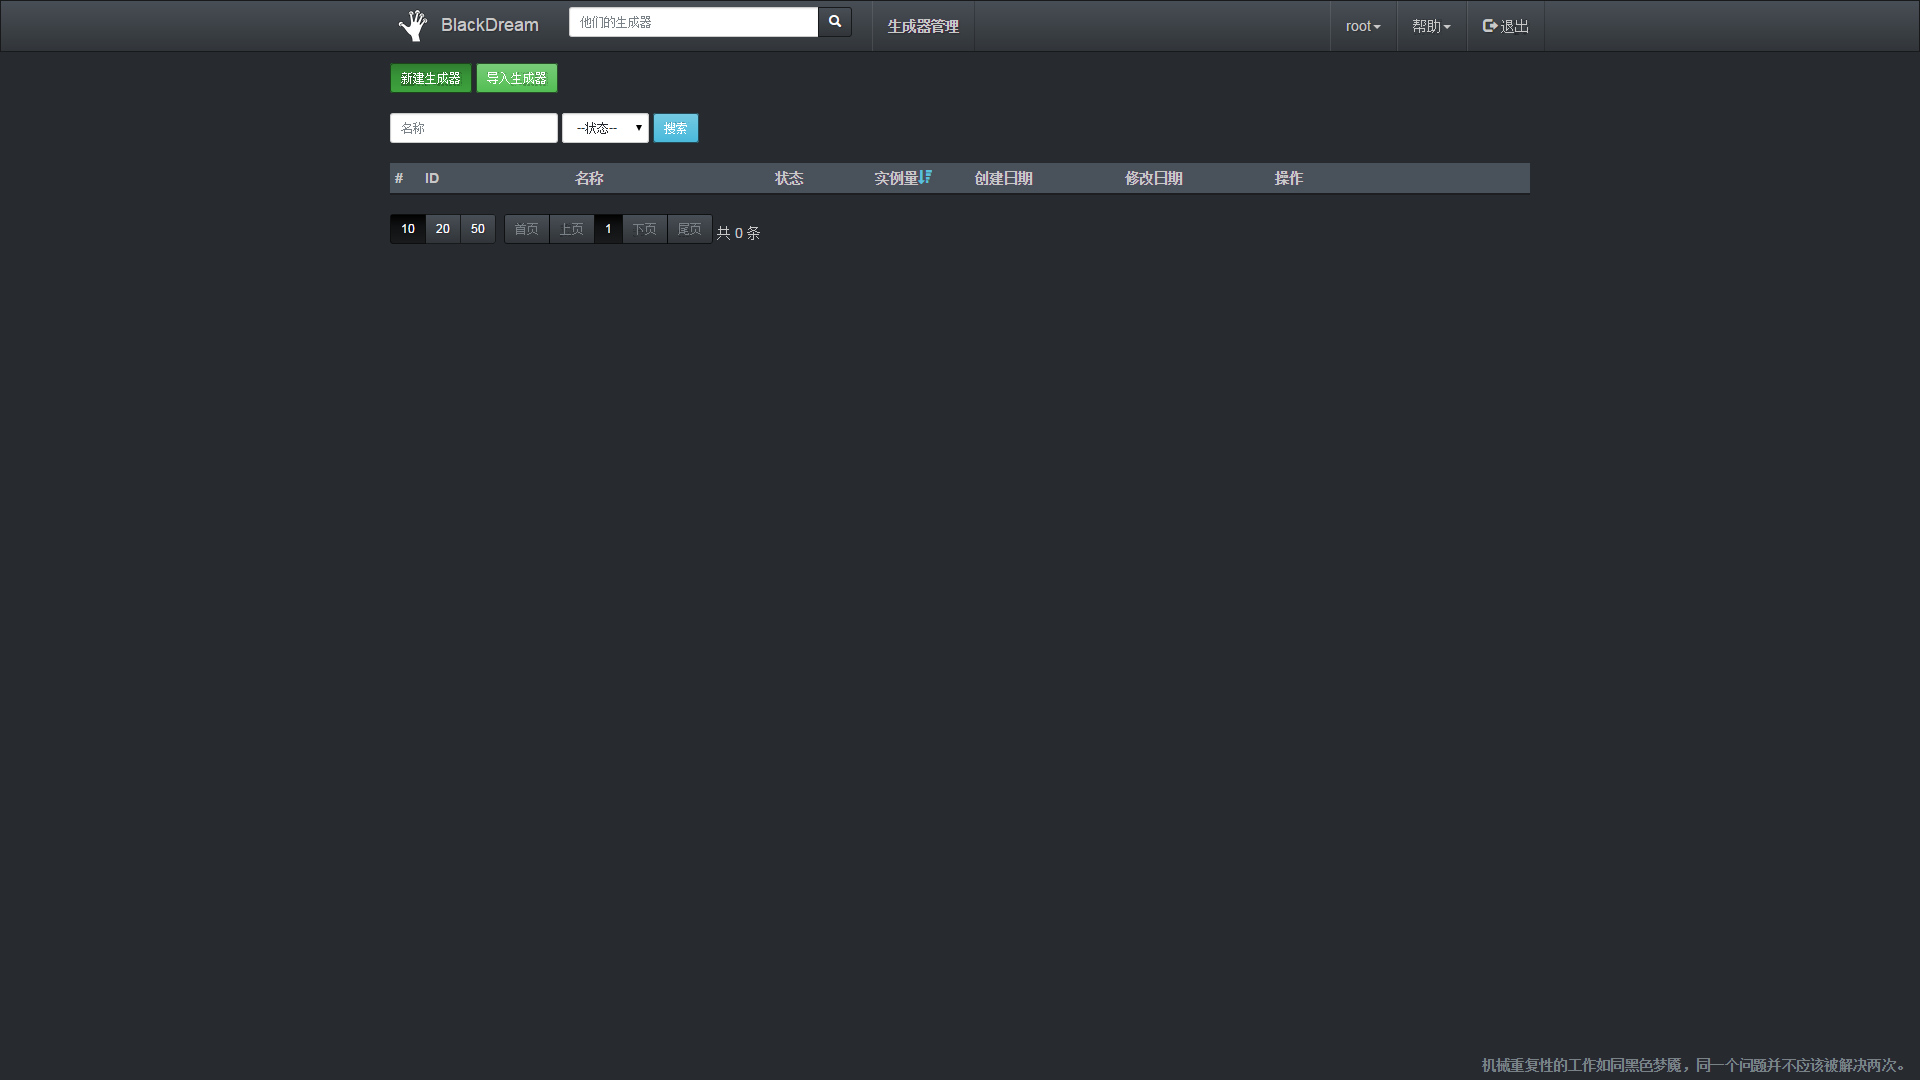 BlackDream 他们的生成器 生成器管理 root 帮助 退出
新建生成器 导入生成器
名称 --状态-- 搜索
# ID 名称 状态 实例量 创建日期 修改日期 操作
10 20 50 首页 上页 1 下页 尾页 共 0 条
机械重复性的工作如同黑色梦魇，同一个问题并不应该被解决两次。